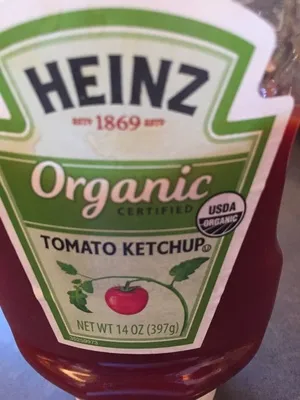 HEINZ
ESTD 1869 ESTD
Organic
CERTIFIED
USDA
ORGANIC
TOMATO KETCHUP
NET WT 14 OZ (397g)